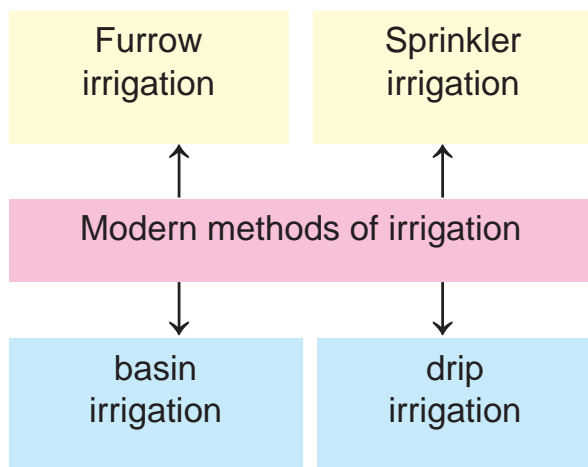 Furrow
irrigation
Sprinkler
irrigation
Modern methods of irrigation
basin
irrigation
drip
irrigation